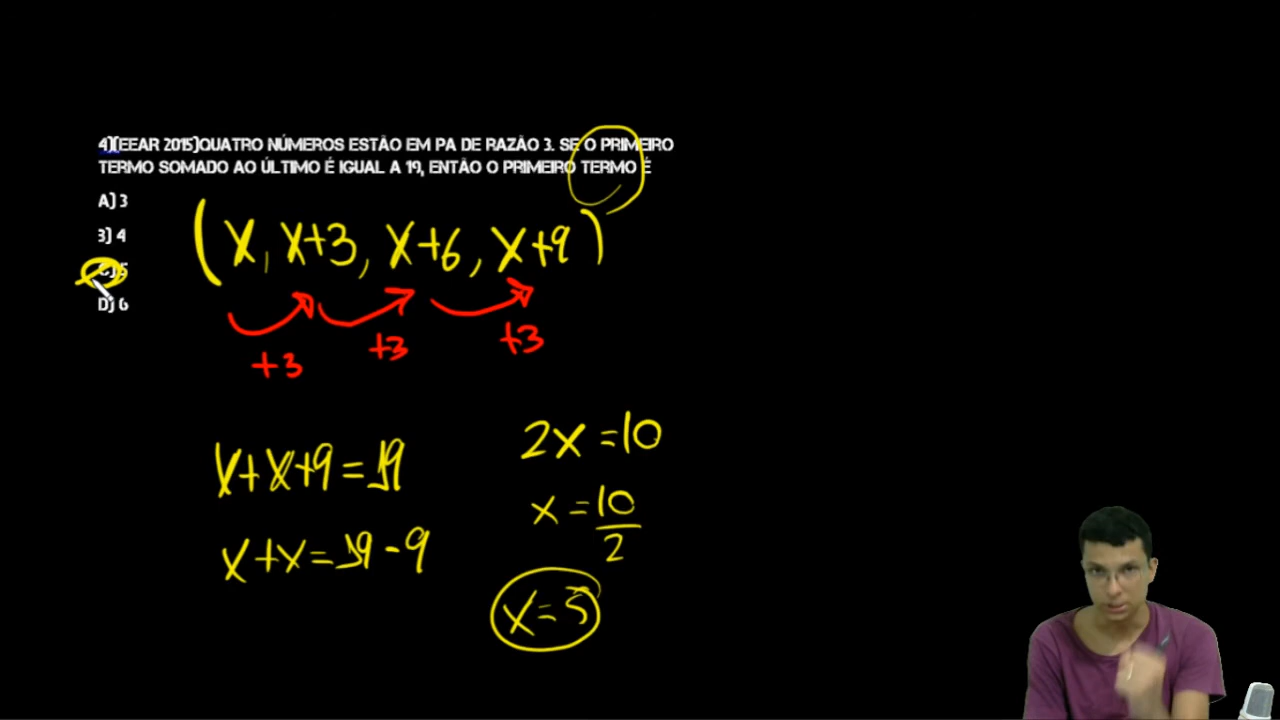 4)(EEAR 2015)QUATRO NÚMEROS ESTÃO EM PA DE RAZÃO 3. SE O PRIMEIRO
TERMO SOMADO AO ÚLTIMO É IGUAL A 19, ENTÃO O PRIMEIRO TERMO É
A) 3
B) 4
C) 5
D) 6
(x, x+3, x+6, x+9)
+3 +3 +3
x+x+9=19
x+x=19-9
2x=10
x=10/2
x=5